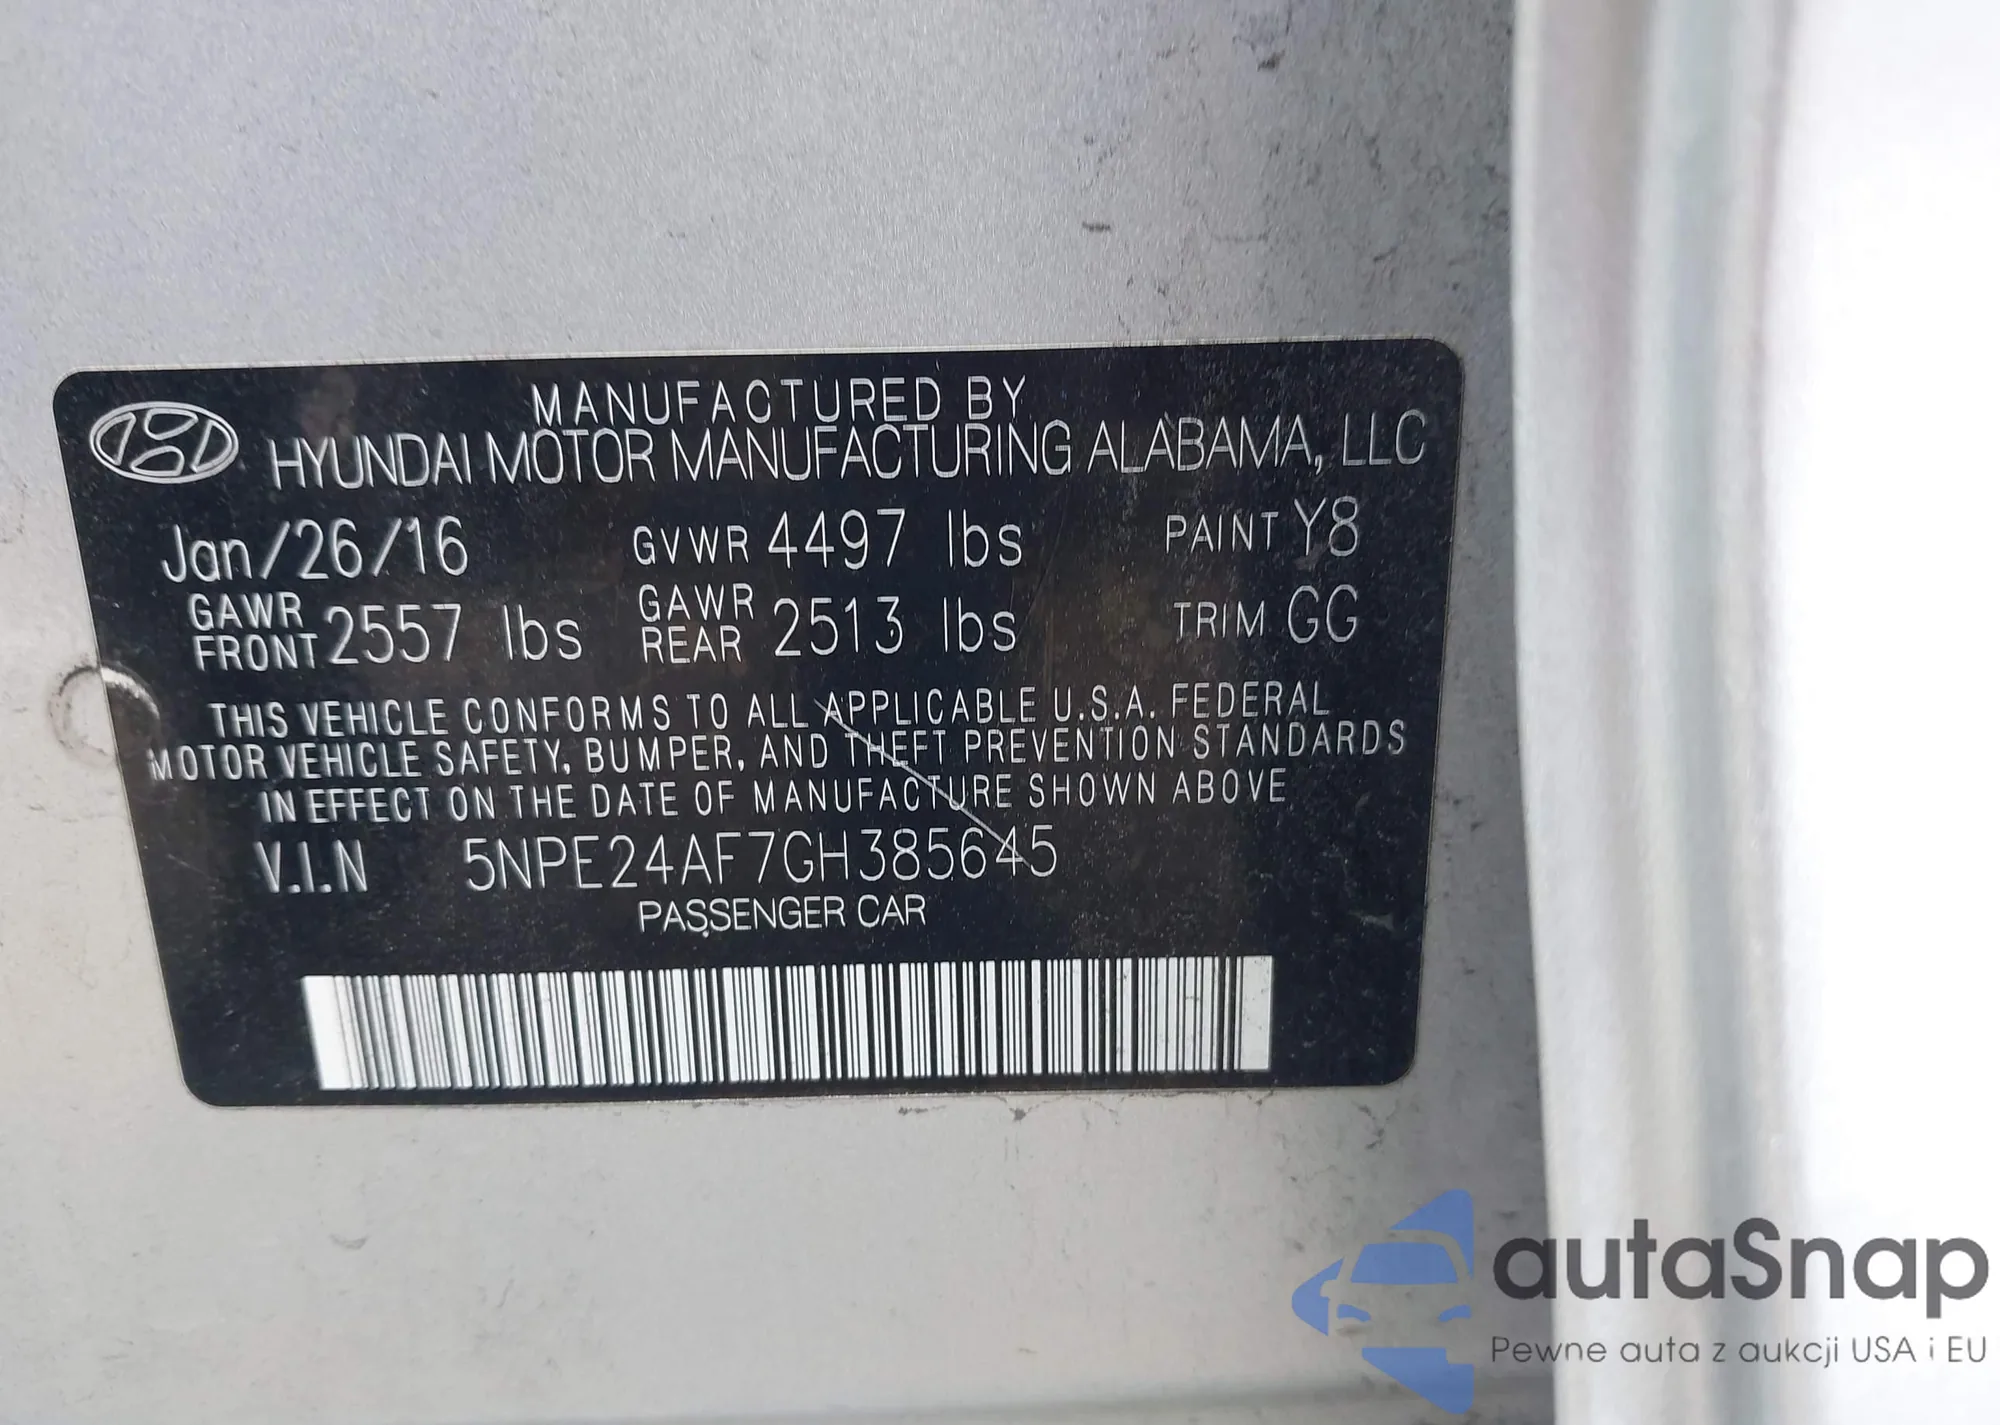 MANUFACTURED BY
HYUNDAI MOTOR MANUFACTURING ALABAMA, LLC
Jan/26/16 GVWR 4497 lbs PAINT Y8
GAWR FRONT 2557 lbs GAWR REAR 2513 lbs TRIM GG
THIS VEHICLE CONFORMS TO ALL APPLICABLE U.S.A. FEDERAL
MOTOR VEHICLE SAFETY, BUMPER, AND THEFT PREVENTION STANDARDS
IN EFFECT ON THE DATE OF MANUFACTURE SHOWN ABOVE
V.I.N 5NPE24AF7GH385645
PASSENGER CAR
autaSnap
Pewne auta z aukcji USA i EU